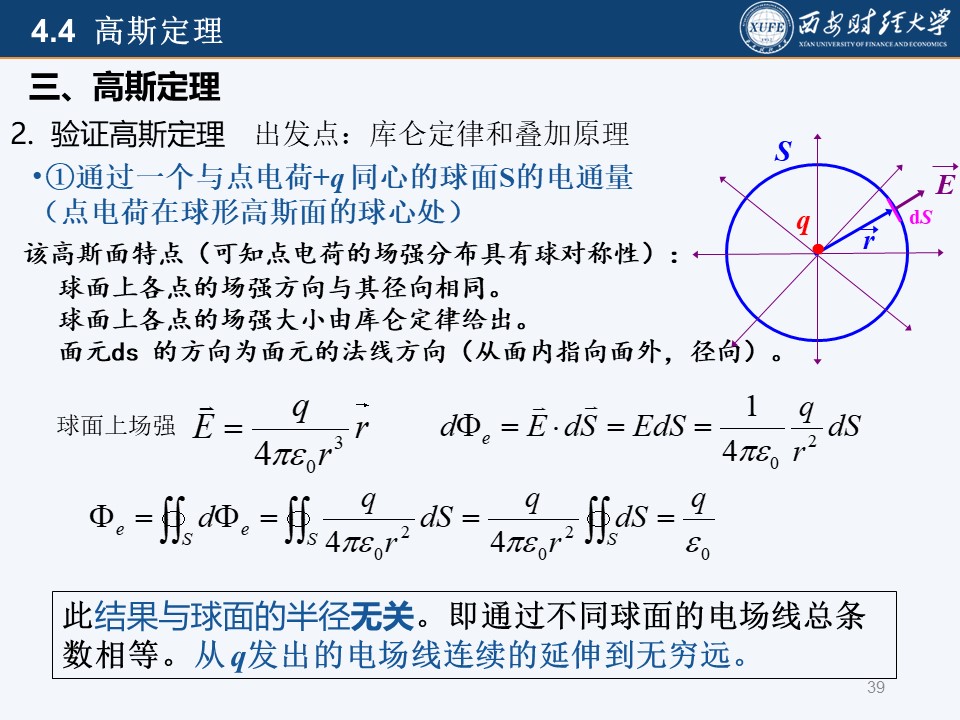 4.4 高斯定理
XUFE 西安财经大学
XI'AN UNIVERSITY OF FINANCE AND ECONOMICS
三、高斯定理
2. 验证高斯定理 出发点：库仑定律和叠加原理
•①通过一个与点电荷+q 同心的球面S的电通量
（点电荷在球形高斯面的球心处）
S
E
q
dS
r
该高斯面特点（可知点电荷的场强分布具有球对称性）：
球面上各点的场强方向与其径向相同。
球面上各点的场强大小由库仑定律给出。
面元ds 的方向为面元的法线方向（从面内指向面外，径向）。
球面上场强 $\vec{E} = \frac{q}{4\pi\varepsilon_0 r^3}\vec{r}$ $d\Phi_e = \vec{E} \cdot d\vec{S} = EdS = \frac{1}{4\pi\varepsilon_0}\frac{q}{r^2}dS$
$\Phi_e = \oiint_S d\Phi_e = \oiint_S \frac{q}{4\pi\varepsilon_0 r^2}dS = \frac{q}{4\pi\varepsilon_0 r^2}\oiint_S dS = \frac{q}{\varepsilon_0}$
此结果与球面的半径无关。即通过不同球面的电场线总条
数相等。从 q发出的电场线连续的延伸到无穷远。
39